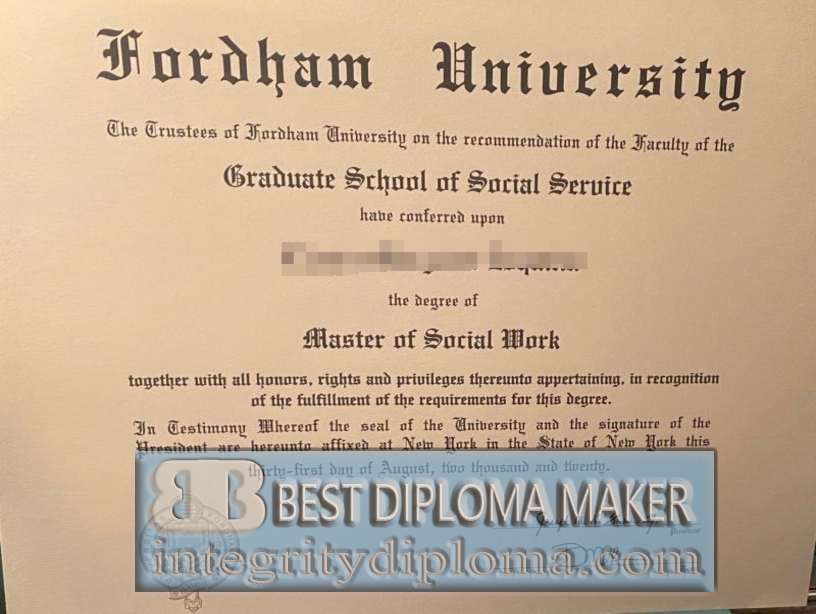 Fordham University
The Trustees of Fordham University on the recommendation of the Faculty of the
Graduate School of Social Service
have conferred upon
the degree of
Master of Social Work
together with all honors, rights and privileges thereunto appertaining, in recognition
of the fulfillment of the requirements for this degree.
In Testimony Whereof the seal of the University and the signature of the
President are hereunto affixed at New York in the State of New York this
thirty-first day of August, two thousand and twenty.
BEST DIPLOMA MAKER
President
integritydiploma.com